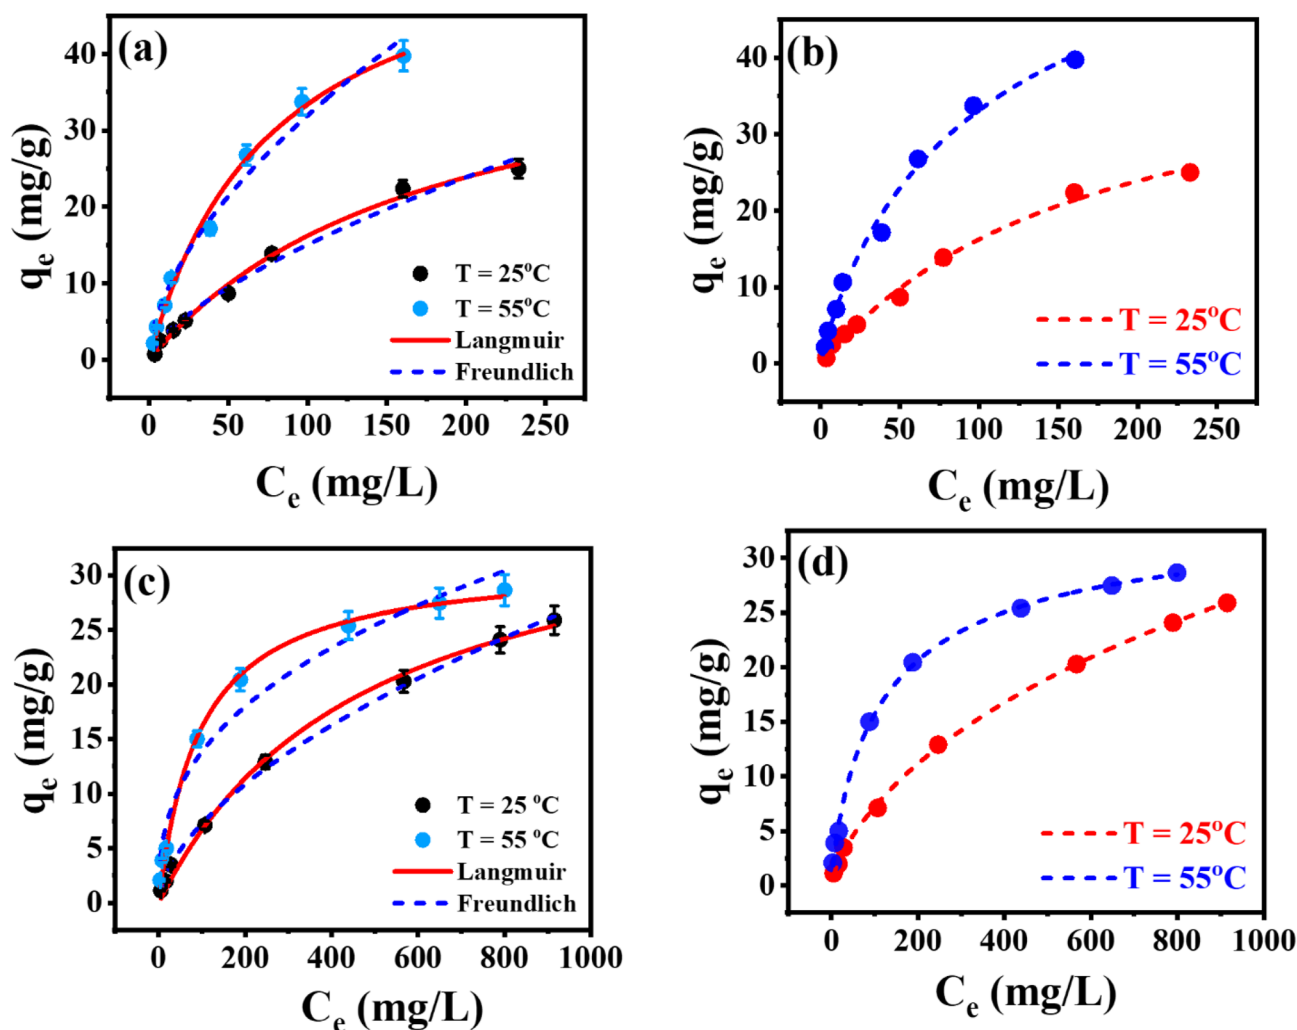 (a)
40
30
20
10
0
qe (mg/g)
T = 25°C
T = 55°C
Langmuir
Freundlich
0 50 100 150 200 250
Ce (mg/L)
(b)
40
30
20
10
0
qe (mg/g)
T = 25°C
T = 55°C
0 50 100 150 200 250
Ce (mg/L)
(c)
30
25
20
15
10
5
0
qe (mg/g)
T = 25 °C
T = 55 °C
Langmuir
Freundlich
0 200 400 600 800 1000
Ce (mg/L)
(d)
30
25
20
15
10
5
0
qe (mg/g)
T = 25°C
T = 55°C
0 200 400 600 800 1000
Ce (mg/L)